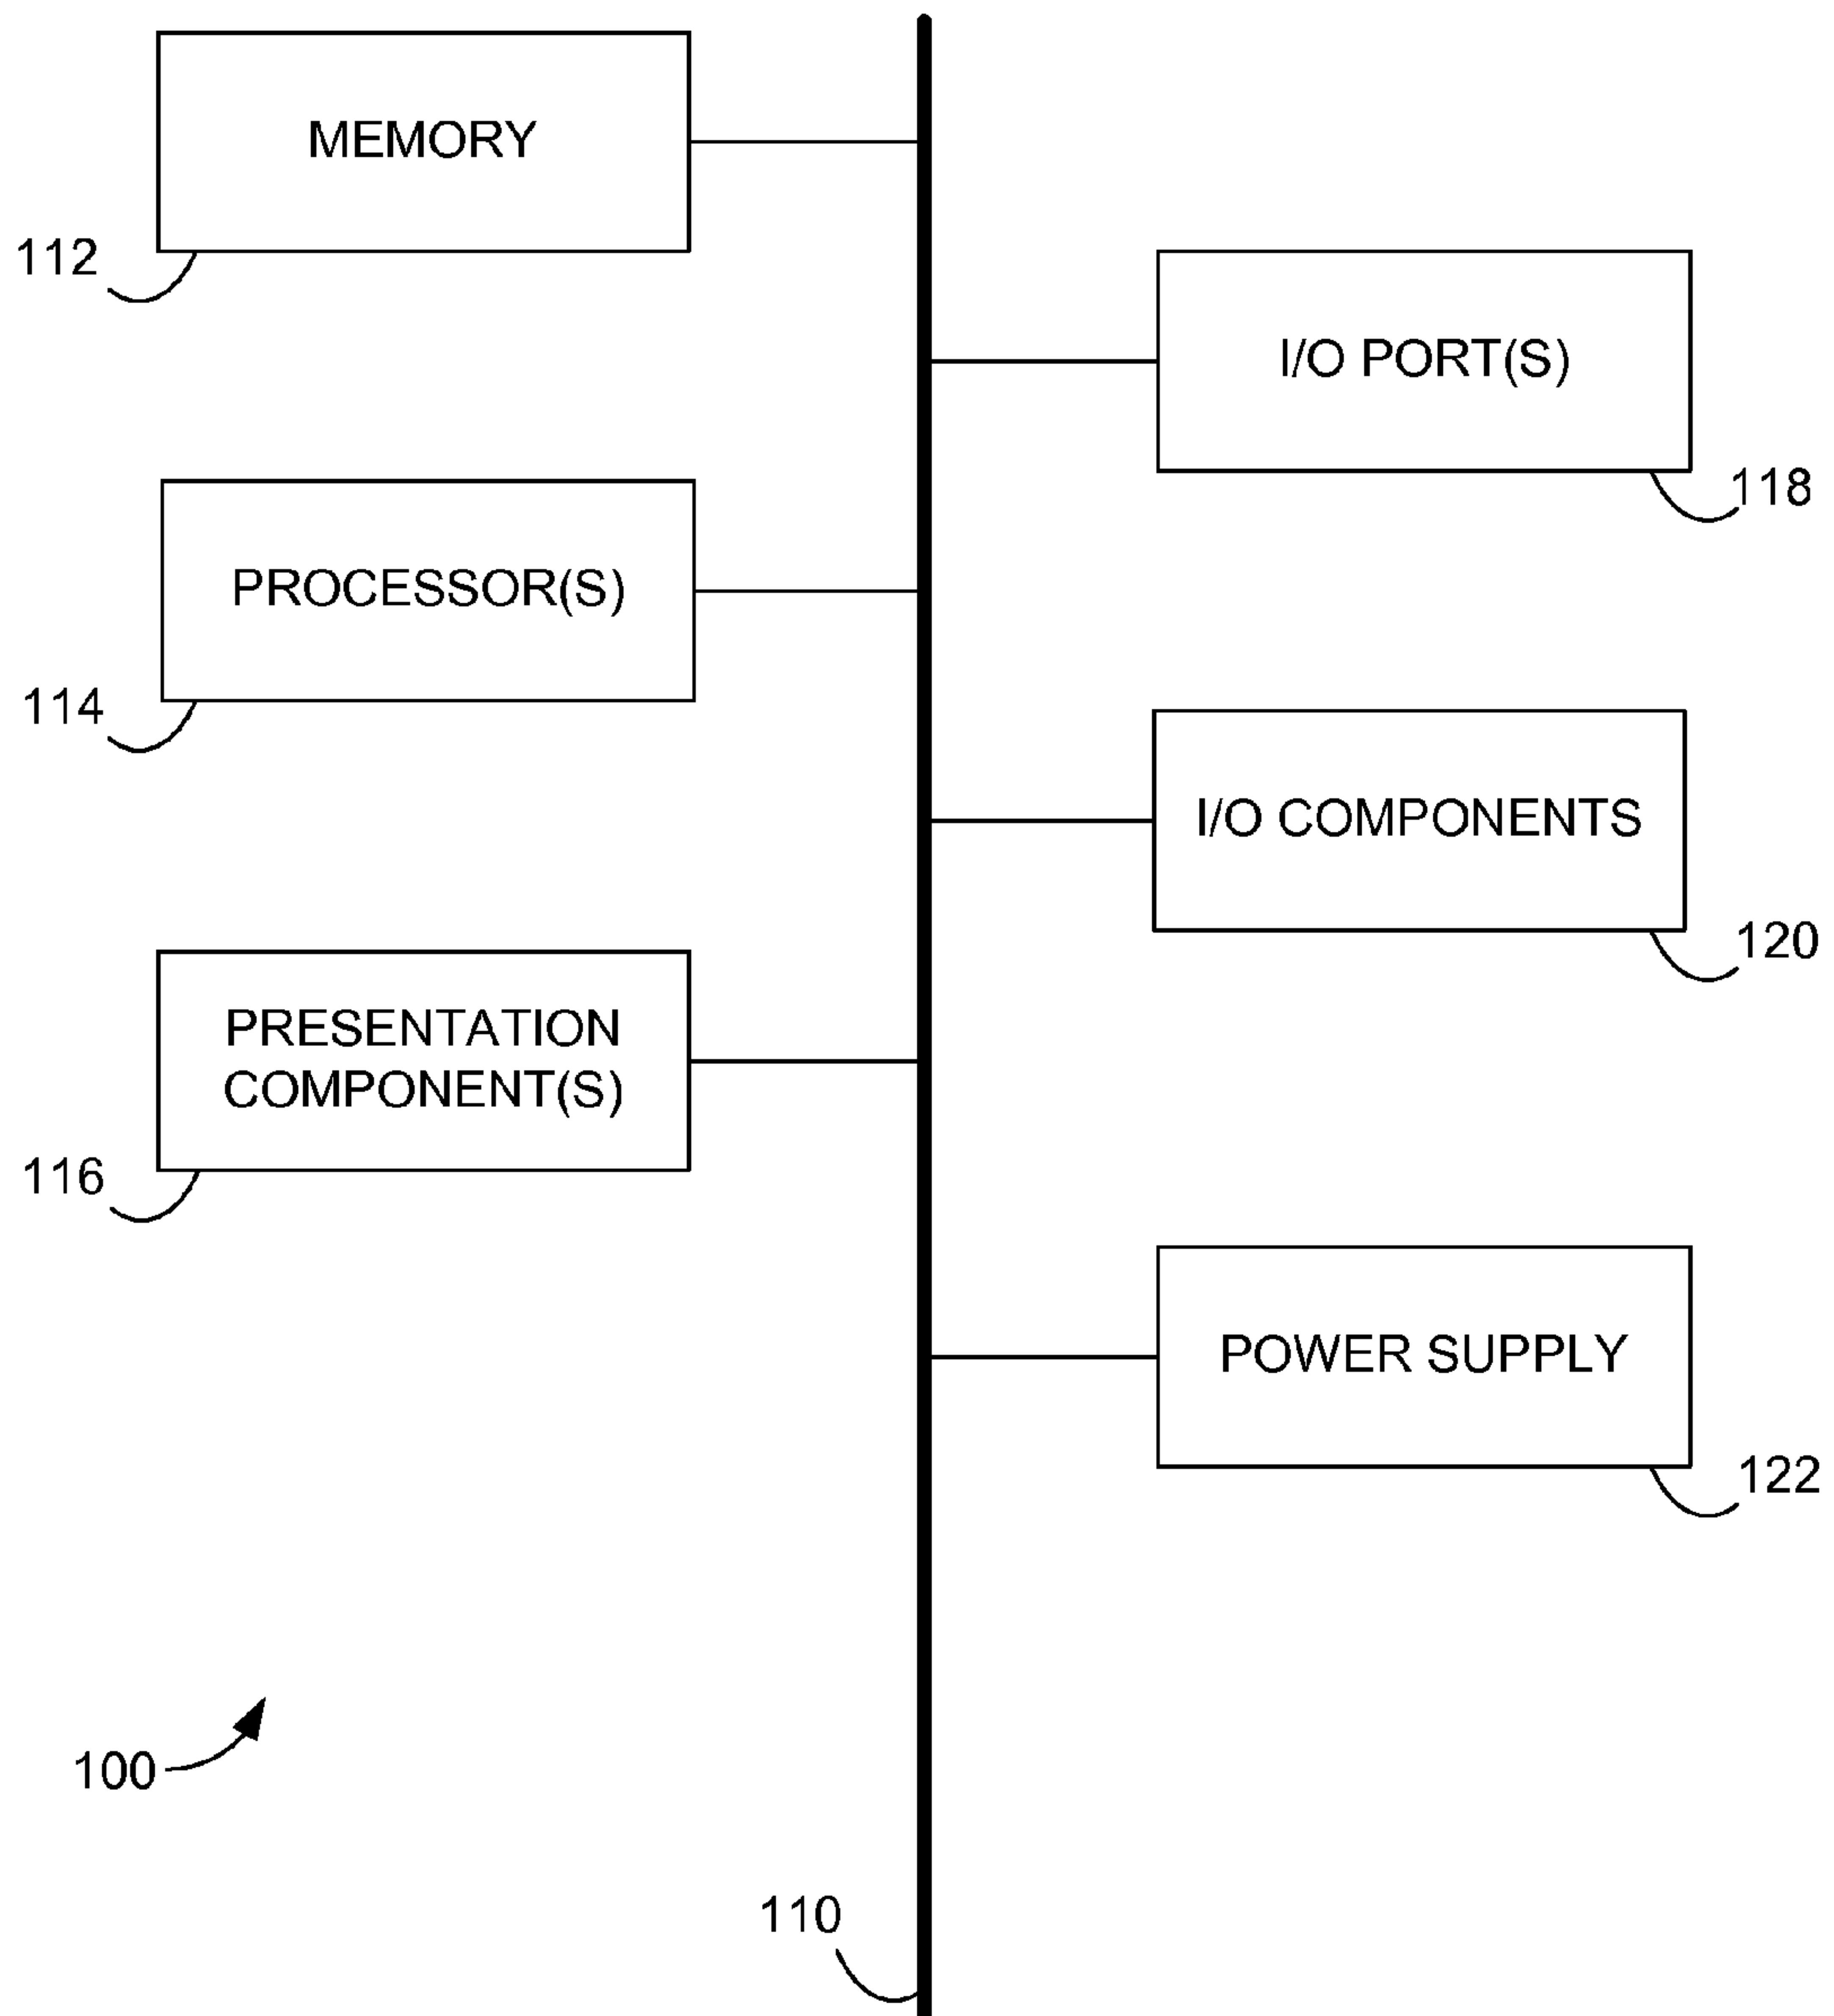 MEMORY
112
I/O PORT(S)
118
PROCESSOR(S)
114
I/O COMPONENTS
120
PRESENTATION
COMPONENT(S)
116
POWER SUPPLY
122
100
110